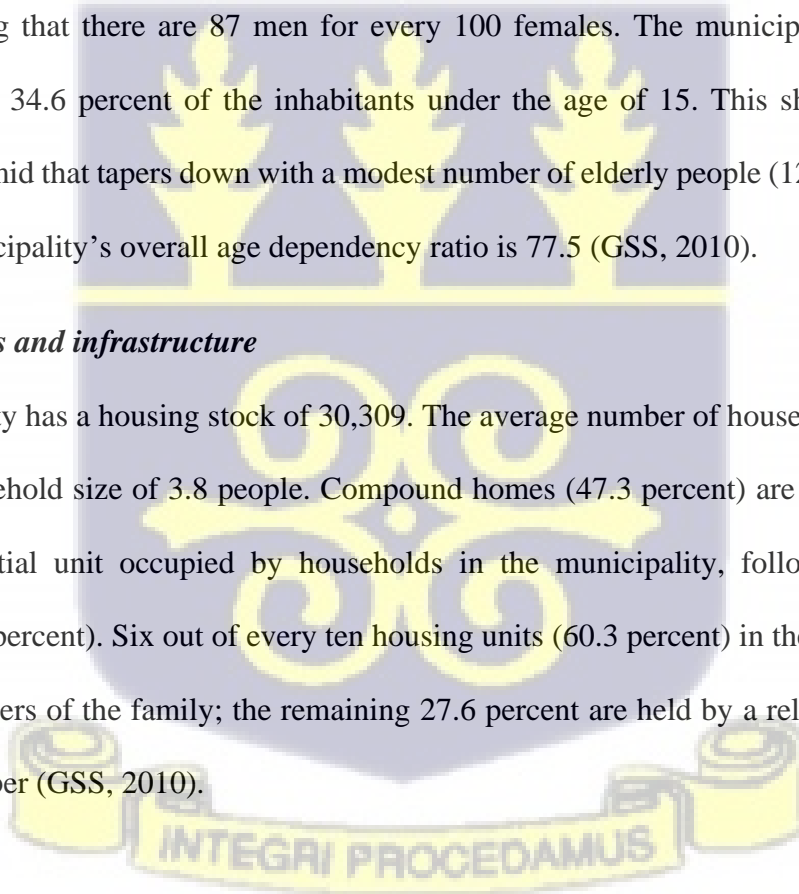 g that there are 87 men for every 100 females. The municip
34.6 percent of the inhabitants under the age of 15. This sh
mid that tapers down with a modest number of elderly people (12
cipality’s overall age dependency ratio is 77.5 (GSS, 2010).
s and infrastructure
ty has a housing stock of 30,309. The average number of house
ehold size of 3.8 people. Compound homes (47.3 percent) are
tial unit occupied by households in the municipality, follo
percent). Six out of every ten housing units (60.3 percent) in the
ers of the family; the remaining 27.6 percent are held by a rel
ber (GSS, 2010).
INTEGRI PROCEDAMUS